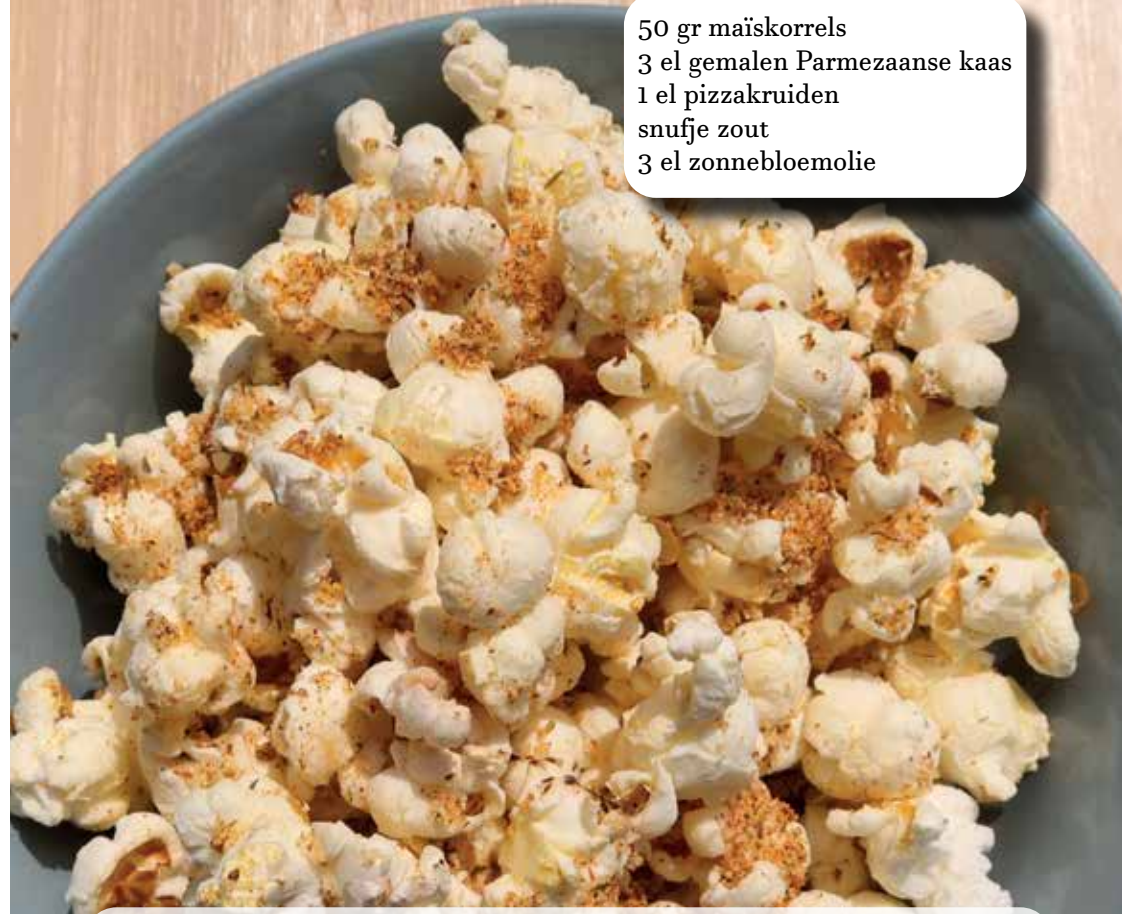 50 gr maïskorrels
3 el gemalen Parmezaanse kaas
1 el pizzakruiden
snufje zout
3 el zonnebloemolie